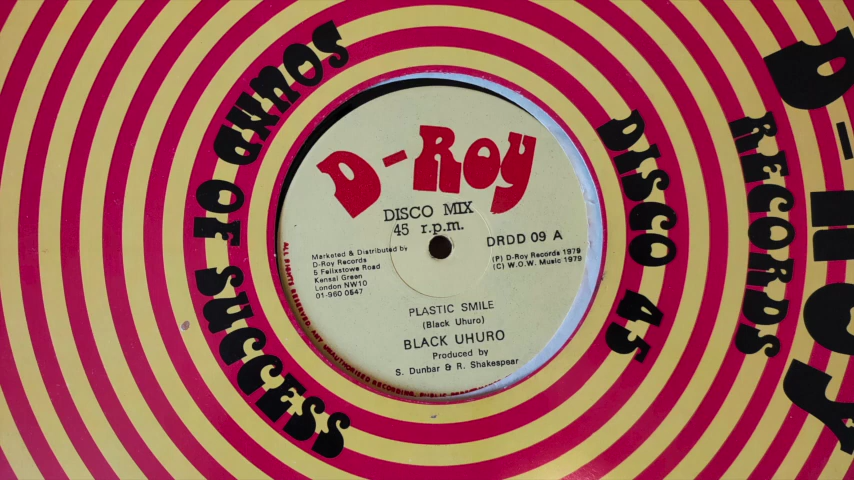 SOUND OF SUCCESS
DISCO 45
D-ROY
RECORDS
D-Roy
DISCO MIX
45 r.p.m.
DRDD 09 A
Marketed & Distributed by
D-Roy Records
5 Felixstowe Road
Kensal Green
London NW10
01-960 0547
(P) D-Roy Records 1979
(C) W.O.W. Music 1979
PLASTIC SMILE
(Black Uhuro)
BLACK UHURO
Produced by
S. Dunbar & R. Shakespear
ALL RIGHTS RESERVED. ANY UNAUTHORISED RECORDING, PUBLIC